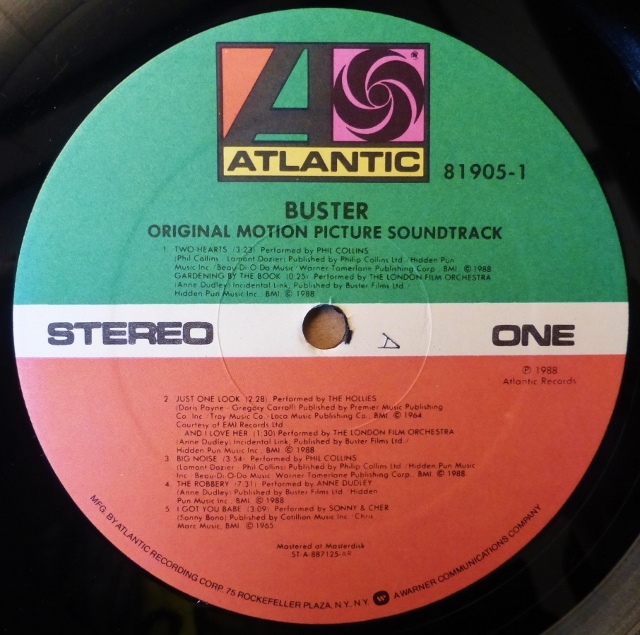 ATLANTIC
81905-1
BUSTER
ORIGINAL MOTION PICTURE SOUNDTRACK
1 TWO HEARTS (3:23) Performed by PHIL COLLINS
(Phil Collins · Lamont Dozier) Published by Philip Collins Ltd./Hidden Pun
Music Inc./Beau-Di-O-Do Music/Warner Tamerlane Publishing Corp., BMI. © 1988
GARDENING BY THE BOOK (0:25) Performed by THE LONDON FILM ORCHESTRA
(Anne Dudley) Incidental Link, Published by Buster Films Ltd./
Hidden Pun Music Inc., BMI. © 1988
STEREO
ONE
℗ 1988
Atlantic Records
2 JUST ONE LOOK (2:28) Performed by THE HOLLIES
(Doris Payne - Gregory Carroll) Published by Premier Music Publishing
Co. Inc./Troy Music Co./Loca Music Publishing Co., BMI. © 1964
Courtesy of EMI Records Ltd.
AND I LOVE HER (1:30) Performed by THE LONDON FILM ORCHESTRA
(Anne Dudley) Incidental Link, Published by Buster Films Ltd./
Hidden Pun Music Inc., BMI. © 1988
3 BIG NOISE (3:54) Performed by PHIL COLLINS
(Lamont Dozier · Phil Collins) Published by Philip Collins Ltd./Hidden Pun Music
Inc./Beau-Di-O-Do Music/Warner Tamerlane Publishing Corp., BMI. © 1988
4 THE ROBBERY (7:31) Performed by ANNE DUDLEY
(Anne Dudley) Published by Buster Films Ltd./Hidden
Pun Music Inc., BMI. © 1988
5 I GOT YOU BABE (3:09) Performed by SONNY & CHER
(Sonny Bono) Published by Cotillion Music Inc./Chris
Marc Music, BMI. © 1965
Mastered at Masterdisk
ST-A-887125-AR
MFG. BY ATLANTIC RECORDING CORP. 75 ROCKEFELLER PLAZA, N.Y. N.Y. A WARNER COMMUNICATIONS COMPANY